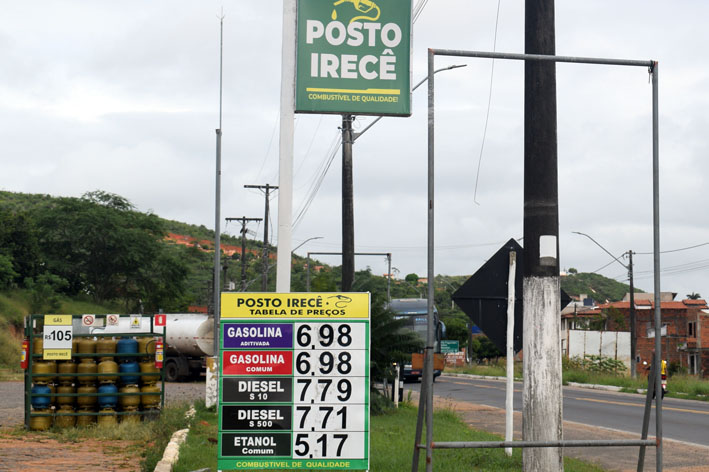 POSTO
IRECÊ
COMBUSTÍVEL DE QUALIDADE!
GÁS
R$ 105
POSTO IRECÊ
TABELA DE PREÇOS
GASOLINA
ADITIVADA
6,98
GASOLINA
COMUM
6,98
DIESEL
S 10
7,79
DIESEL
S 500
7,71
ETANOL
COMUM
5,17
COMBUSTÍVEL DE QUALIDADE